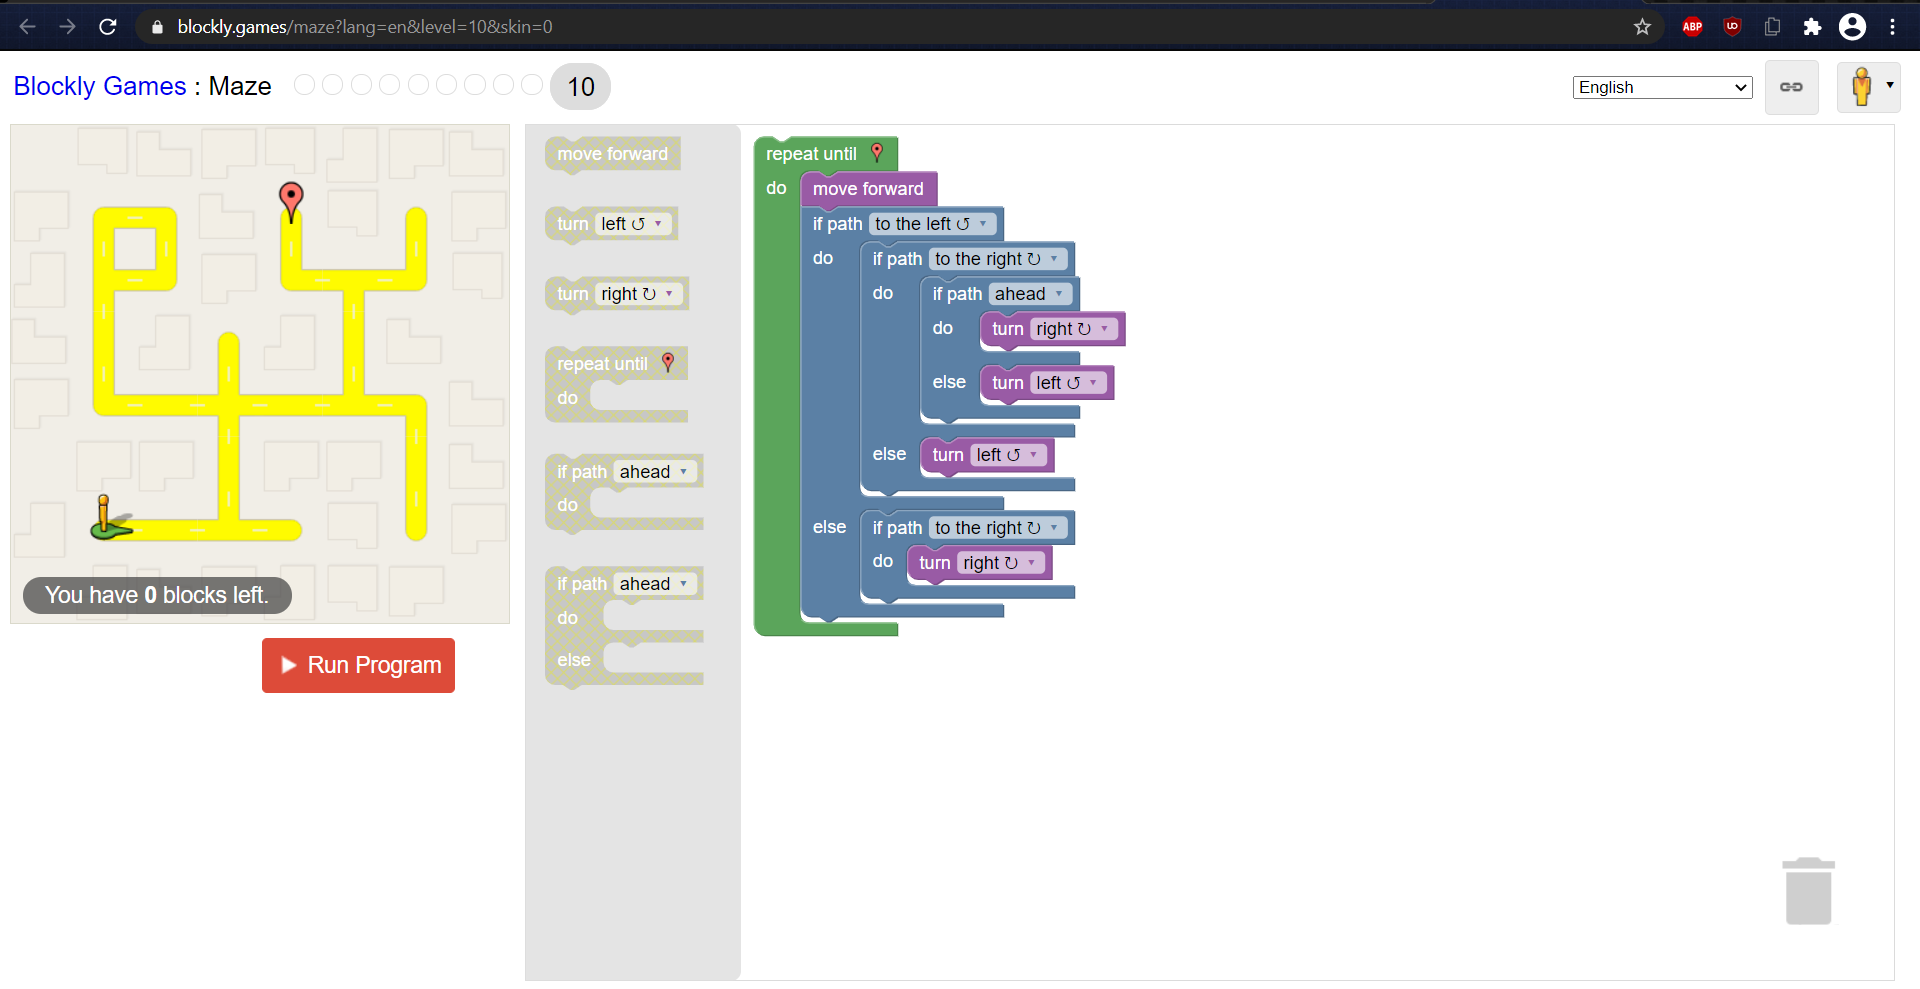 blockly.games/maze?lang=en&level=10&skin=0
ABP
UO
Blockly Games : Maze
10
English
move forward
turn left ↺
turn right ↻
repeat until
do
if path ahead
do
if path ahead
do
else
repeat until
do
move forward
if path to the left ↺
do
if path to the right ↻
do
if path ahead
do
turn right ↻
else
turn left ↺
else
turn left ↺
else
if path to the right ↻
do
turn right ↻
You have 0 blocks left.
Run Program